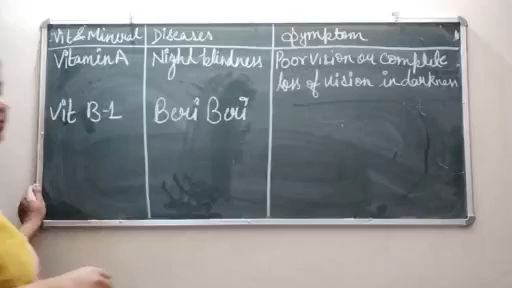 Vit & Mineral Diseases Symptom
Vitamin A Night blindness Poor vision or complete
loss of vision in darkness
Vit B-1 Beri Beri